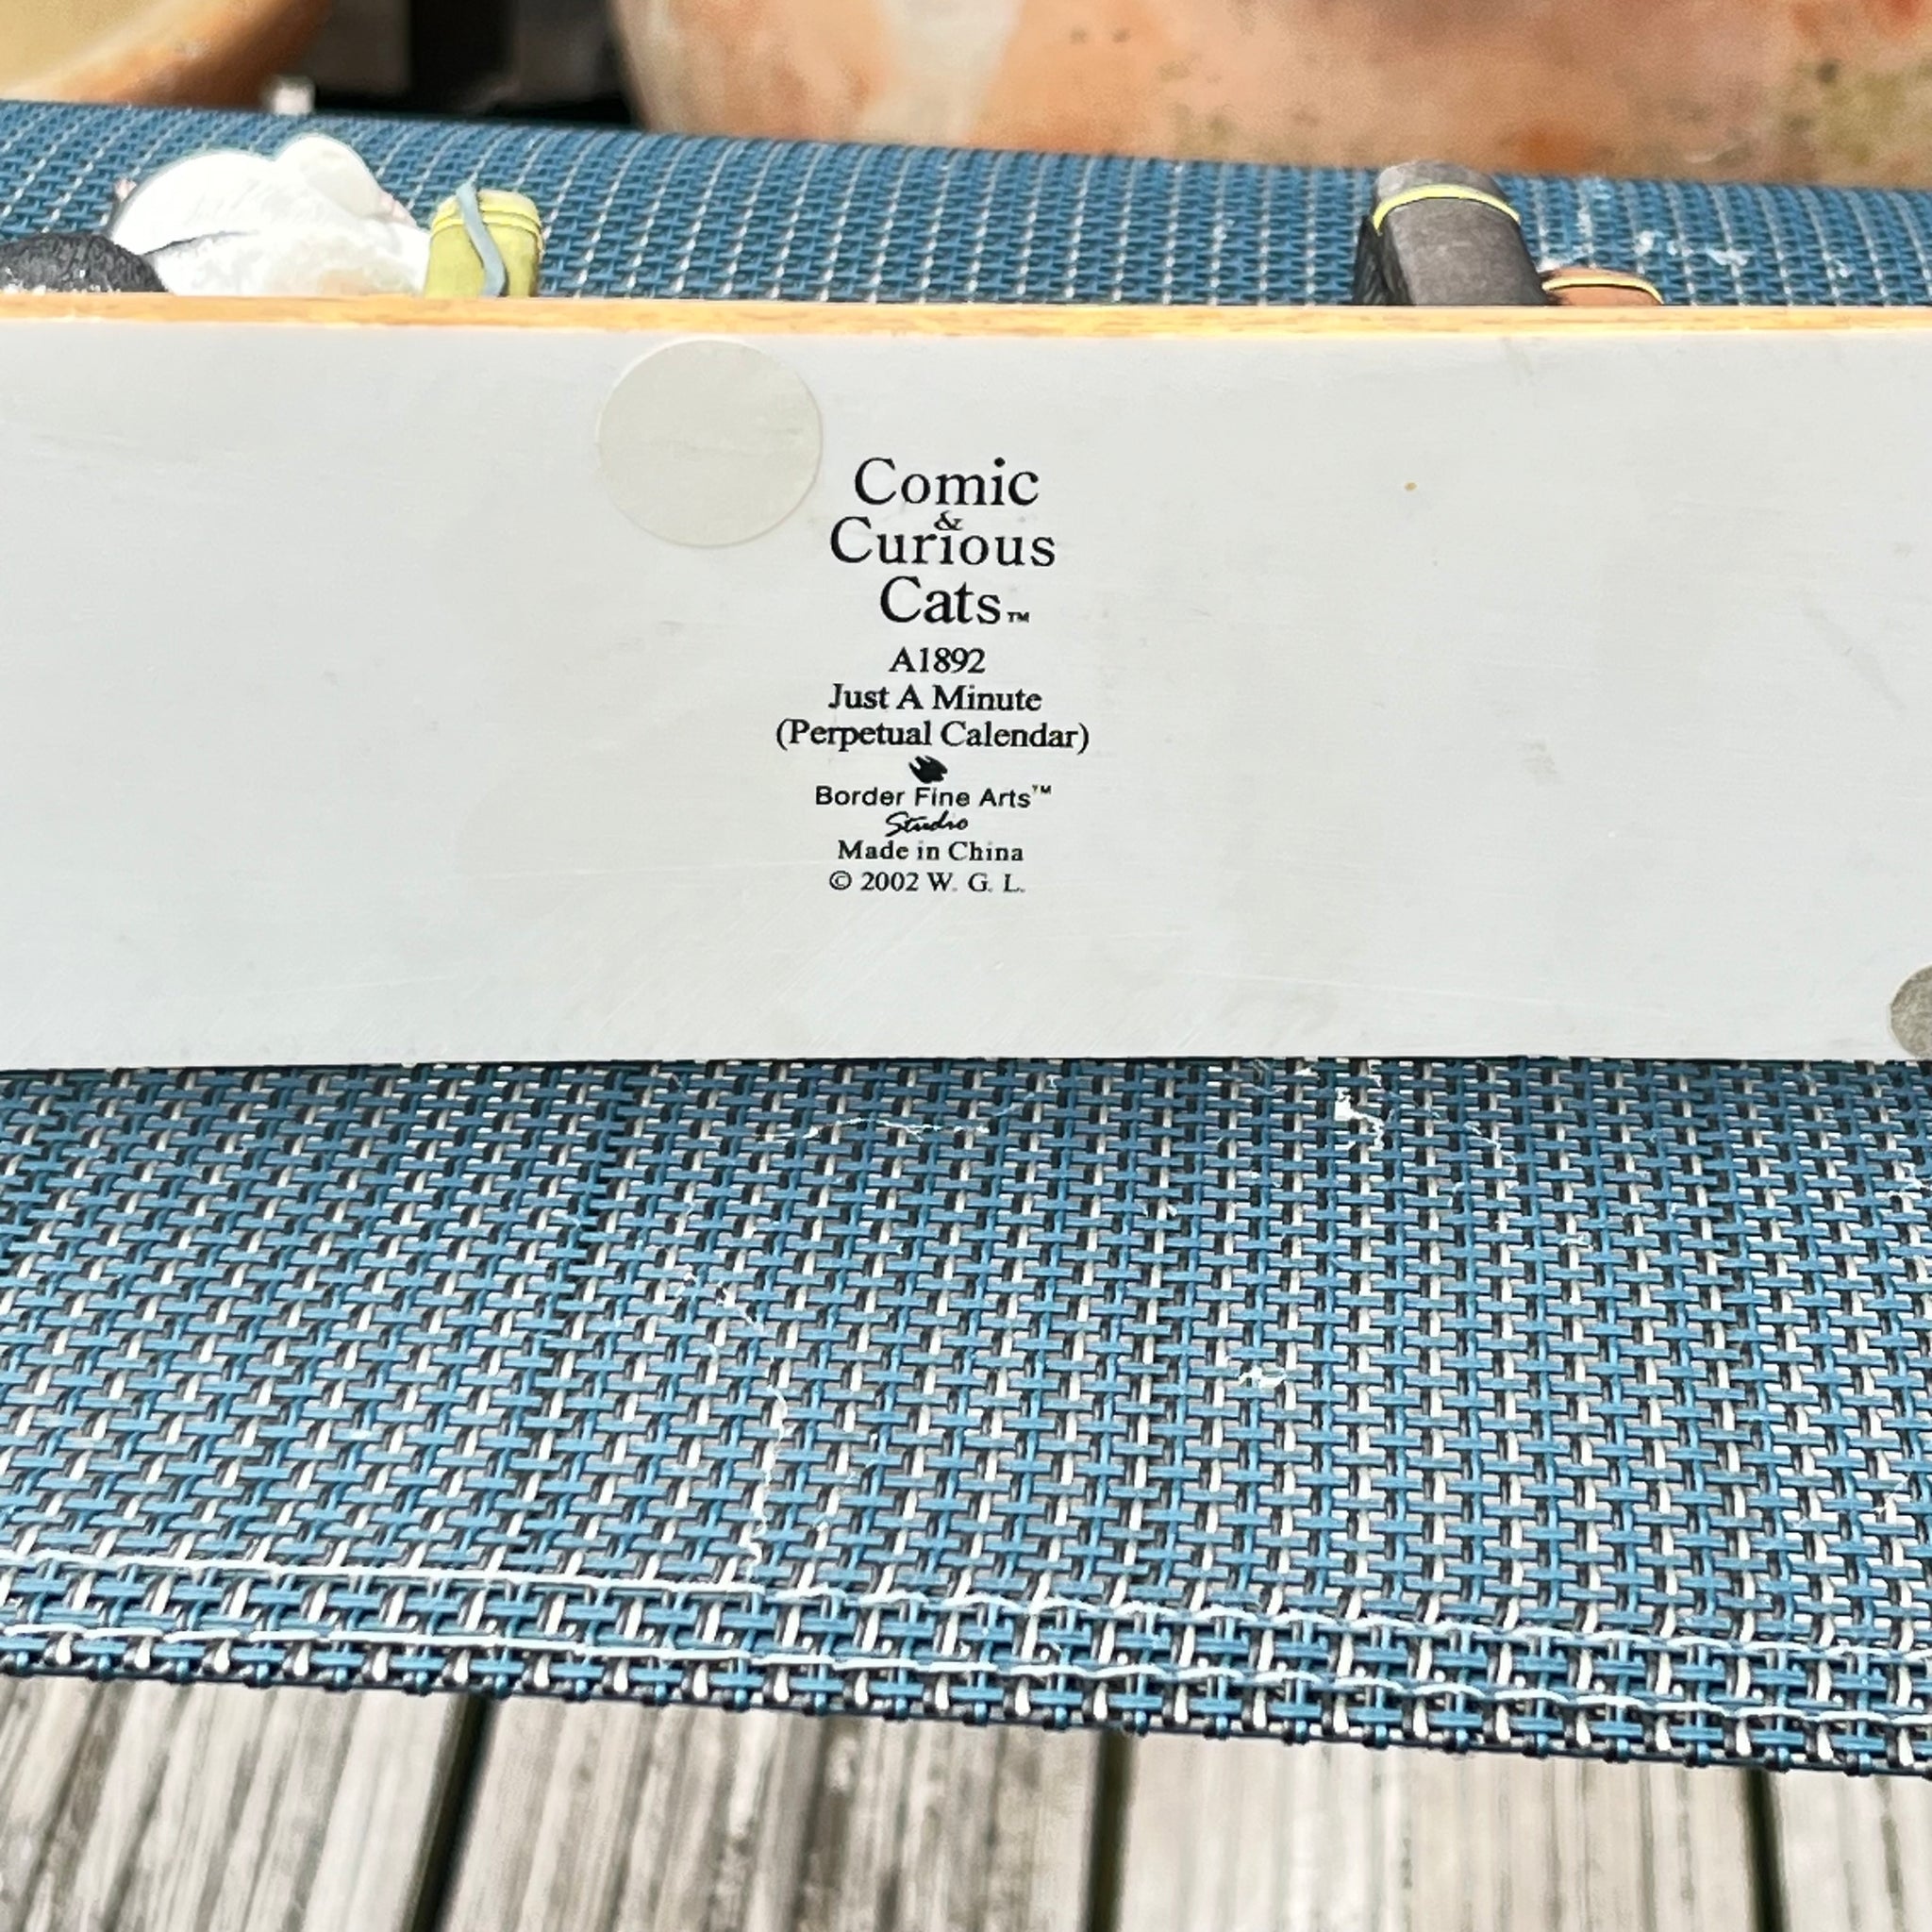 Comic
&
Curious
Cats™
A1892
Just A Minute
(Perpetual Calendar)
Border Fine Arts™
Studio
Made in China
© 2002 W. G. L.